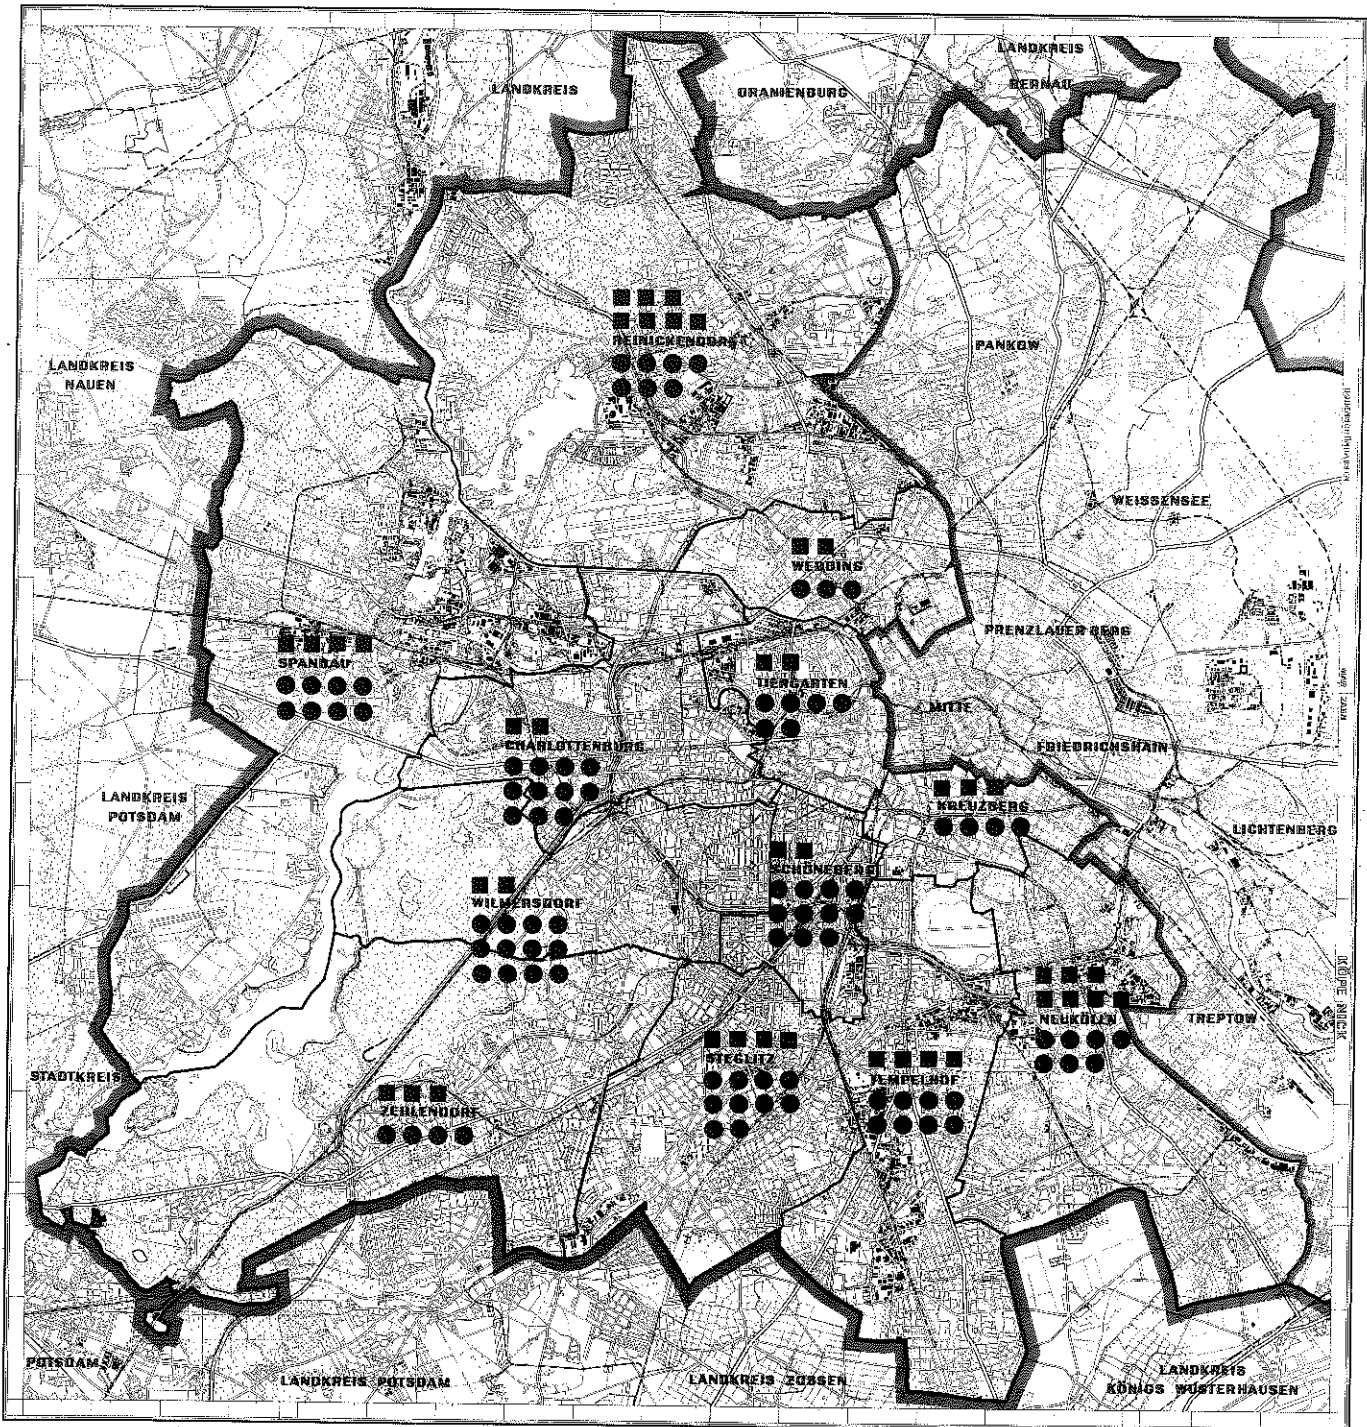 LANDKREIS
BERNAU
LANDKREIS
ORANIENBURG
REINICKENDORF
PANKOW
LANDKREIS
NAUEN
WEISSENSEE
WEDDING
PRENZLAUER BERG
SPANDAU
TIERGARTEN
MITTE
CHARLOTTENBURG
FRIEDRICHSHAIN
LANDKREIS
POTSDAM
KREUZBERG
LICHTENBERG
SCHÖNEBERG
WILMERSDORF
NEUKÖLLN
TREPTOW
STEGLITZ
STADTKREIS
TEMPELHOF
ZEHLENDORF
POTSDAM
LANDKREIS POTSDAM
LANDKREIS ZOSSEN
LANDKREIS
KÖNIGS WUSTERHAUSEN